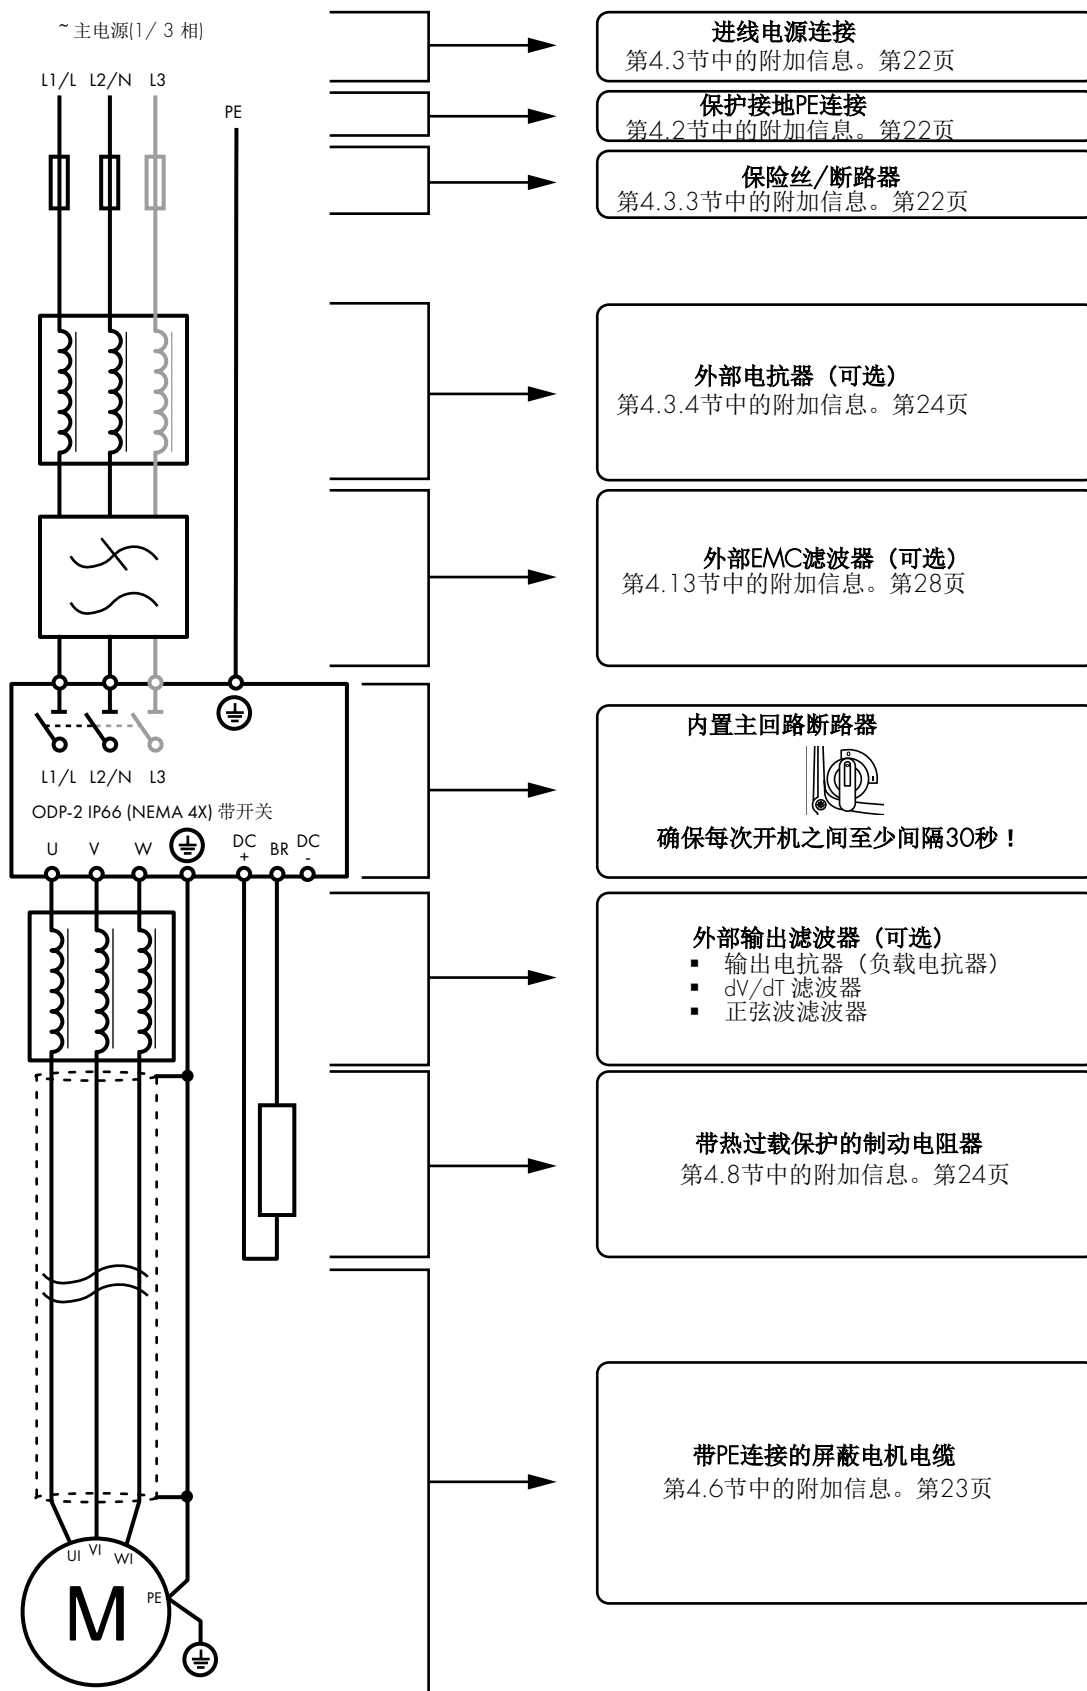 ~ 主电源(1/ 3 相)
L1/L L2/N L3
PE
进线电源连接
第4.3节中的附加信息。第22页
保护接地PE连接
第4.2节中的附加信息。第22页
保险丝/断路器
第4.3.3节中的附加信息。第22页
外部电抗器（可选）
第4.3.4节中的附加信息。第24页
外部EMC滤波器（可选）
第4.13节中的附加信息。第28页
L1/L L2/N L3
ODP-2 IP66 (NEMA 4X) 带开关
U V W DC + BR DC -
内置主回路断路器
确保每次开机之间至少间隔30秒！
外部输出滤波器（可选）
▪ 输出电抗器（负载电抗器）
▪ dV/dT 滤波器
▪ 正弦波滤波器
带热过载保护的制动电阻器
第4.8节中的附加信息。第24页
带PE连接的屏蔽电机电缆
第4.6节中的附加信息。第23页
UI VI WI
M
PE